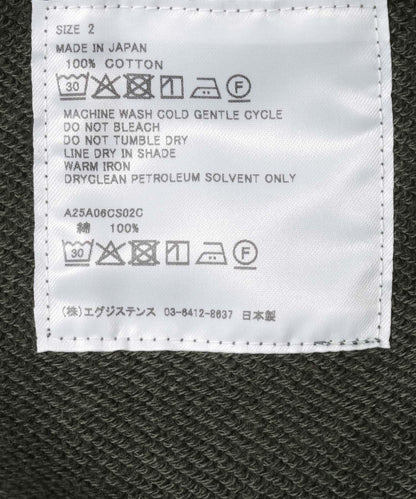 SIZE 2
MADE IN JAPAN
100% COTTON
30 F
MACHINE WASH COLD GENTLE CYCLE
DO NOT BLEACH
DO NOT TUMBLE DRY
LINE DRY IN SHADE
WARM IRON
DRYCLEAN PETROLEUM SOLVENT ONLY
A25A06CS02C
綿 100%
30 F
(株)エグジステンス 03-6412-8637 日本製